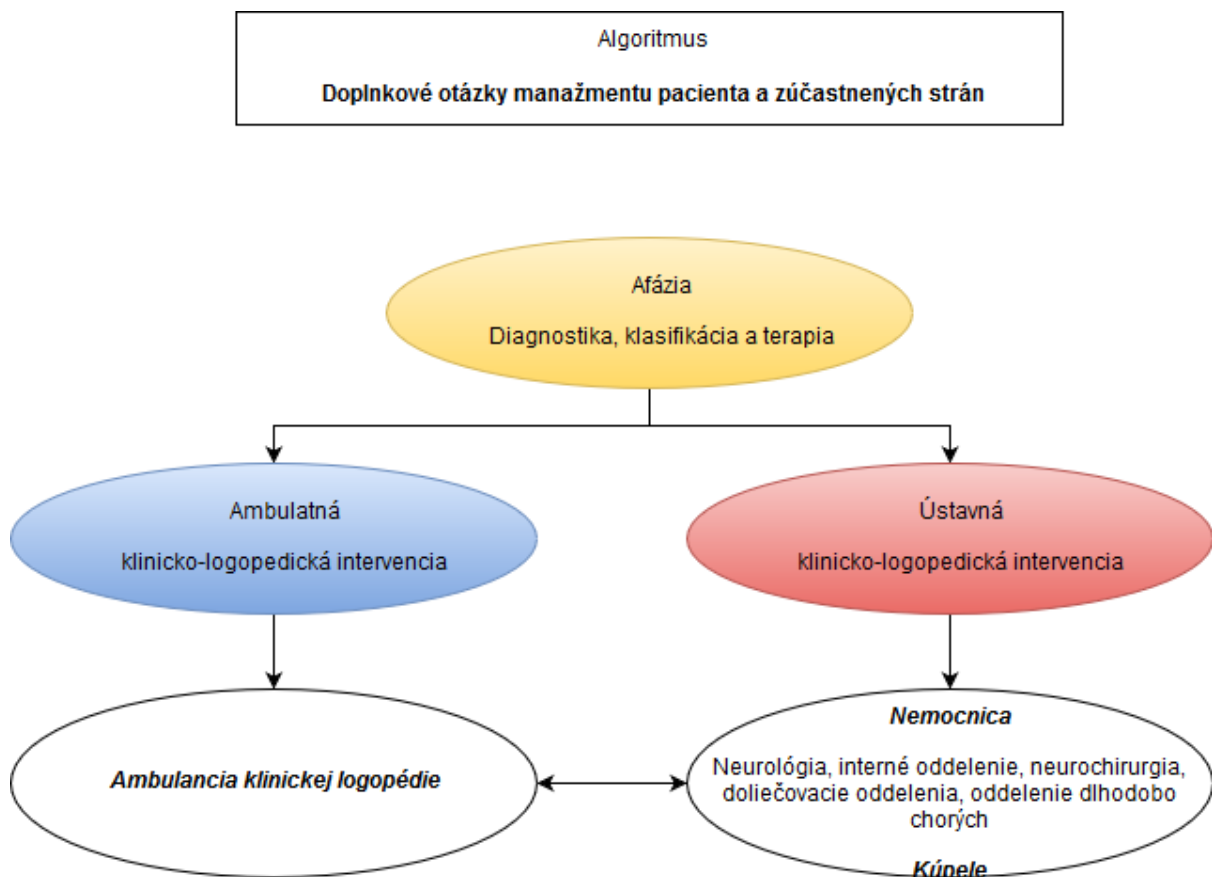 Algoritmus
Doplnkové otázky manažmentu pacienta a zúčastnených strán
Afázia
Diagnostika, klasifikácia a terapia
Ambulatná
klinicko-logopedická intervencia
Ústavná
klinicko-logopedická intervencia
Ambulancia klinickej logopédie
Nemocnica
Neurológia, interné oddelenie, neurochirurgia,
doliečovacie oddelenia, oddelenie dlhodobo
chorých
Kúpele